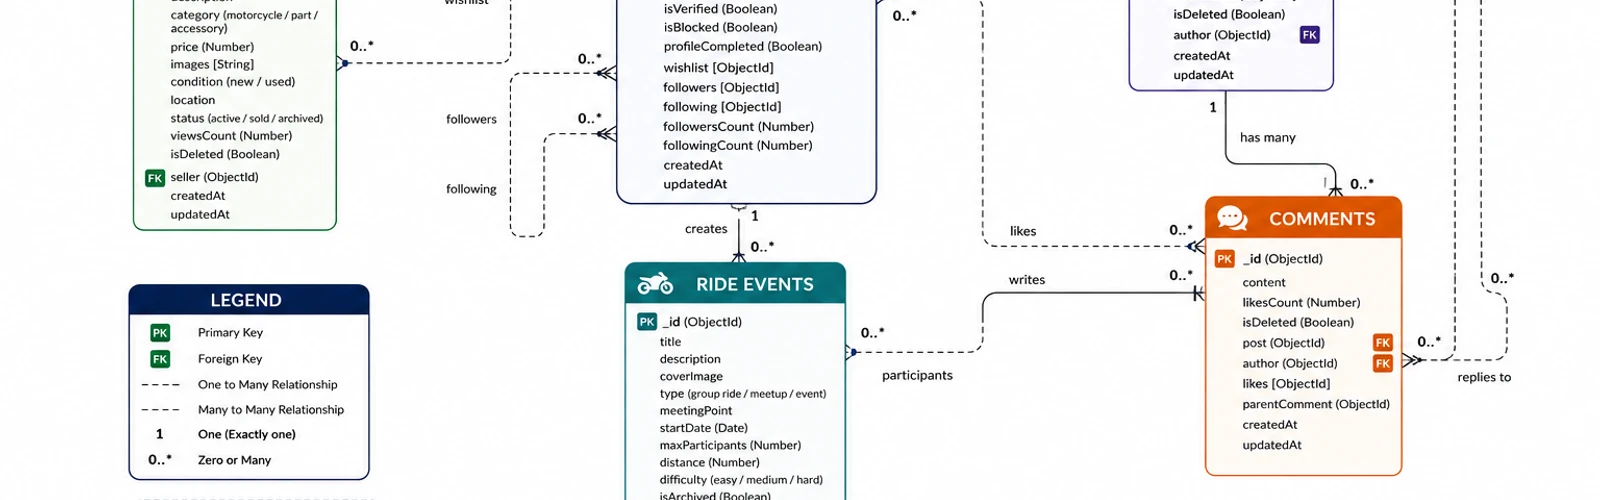 category (motorcycle / part /
accessory)
price (Number)
images [String]
condition (new / used)
location
status (active / sold / archived)
viewsCount (Number)
isDeleted (Boolean)
FK seller (ObjectId)
createdAt
updatedAt
0..*
wishlist
followers
following
0..*
0..*
isVerified (Boolean)
isBlocked (Boolean)
profileCompleted (Boolean)
wishlist [ObjectId]
followers [ObjectId]
following [ObjectId]
followersCount (Number)
followingCount (Number)
createdAt
updatedAt
0..*
isDeleted (Boolean)
author (ObjectId) FK
createdAt
updatedAt
1
has many
0..*
creates
1
0..*
likes
0..*
writes
0..*
LEGEND
PK Primary Key
FK Foreign Key
One to Many Relationship
Many to Many Relationship
1 One (Exactly one)
0..* Zero or Many
RIDE EVENTS
PK _id (ObjectId)
title
description
coverImage
type (group ride / meetup / event)
meetingPoint
startDate (Date)
maxParticipants (Number)
distance (Number)
difficulty (easy / medium / hard)
isArchived (Boolean)
0..*
participants
COMMENTS
PK _id (ObjectId)
content
likesCount (Number)
isDeleted (Boolean)
post (ObjectId) FK
author (ObjectId) FK
likes [ObjectId]
parentComment (ObjectId)
createdAt
updatedAt
0..*
0..*
replies to